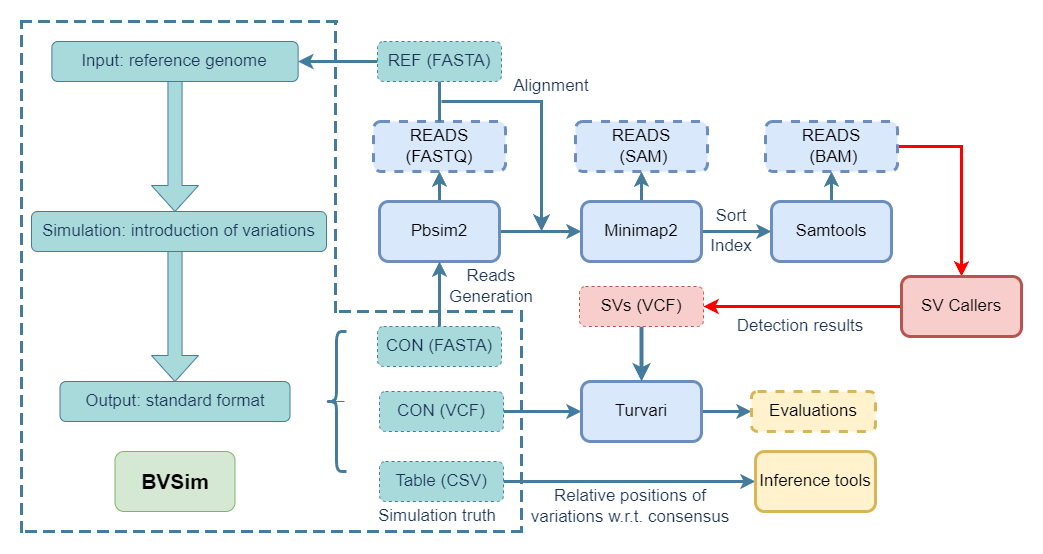 Input: reference genome
REF (FASTA)
Alignment
READS
(FASTQ)
READS
(SAM)
READS
(BAM)
Simulation: introduction of variations
Pbsim2
Minimap2
Sort
Index
Samtools
Reads
Generation
SVs (VCF)
SV Callers
Detection results
CON (FASTA)
Output: standard format
CON (VCF)
Turvari
Evaluations
BVSim
Table (CSV)
Inference tools
Simulation truth
Relative positions of
variations w.r.t. consensus